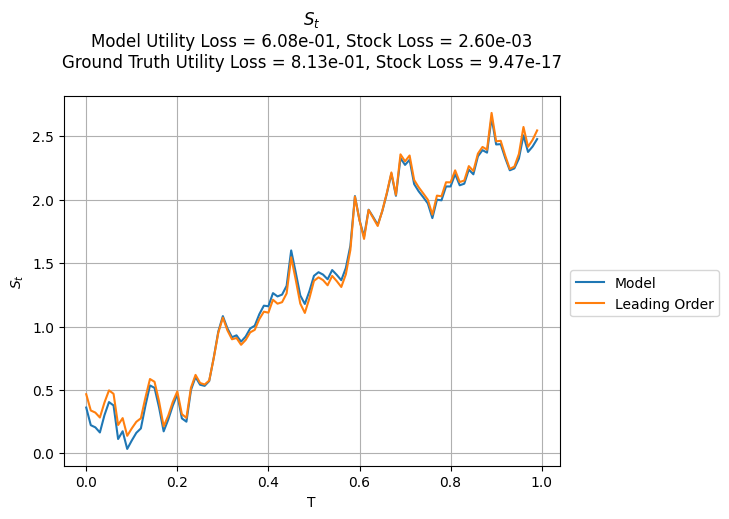 S_t
Model Utility Loss = 6.08e-01, Stock Loss = 2.60e-03
Ground Truth Utility Loss = 8.13e-01, Stock Loss = 9.47e-17
2.5
2.0
1.5
1.0
0.5
0.0
S_t
0.0 0.2 0.4 0.6 0.8 1.0
T
Model
Leading Order